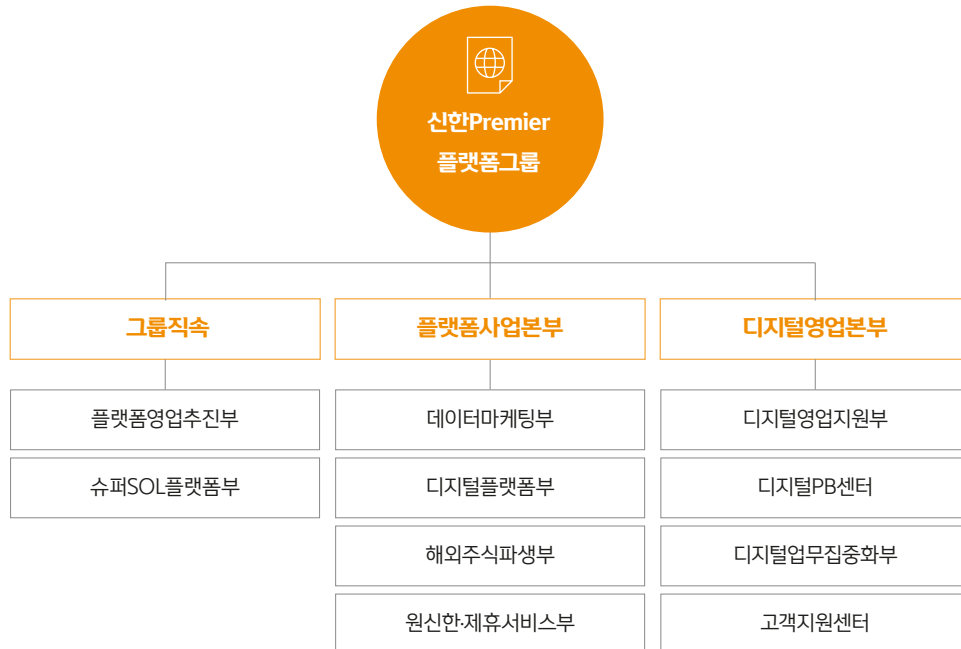 신한Premier
플랫폼그룹
그룹직속
플랫폼영업추진부
슈퍼SOL플랫폼부
플랫폼사업본부
데이터마케팅부
디지털플랫폼부
해외주식파생부
원신한·제휴서비스부
디지털영업본부
디지털영업지원부
디지털PB센터
디지털업무집중화부
고객지원센터